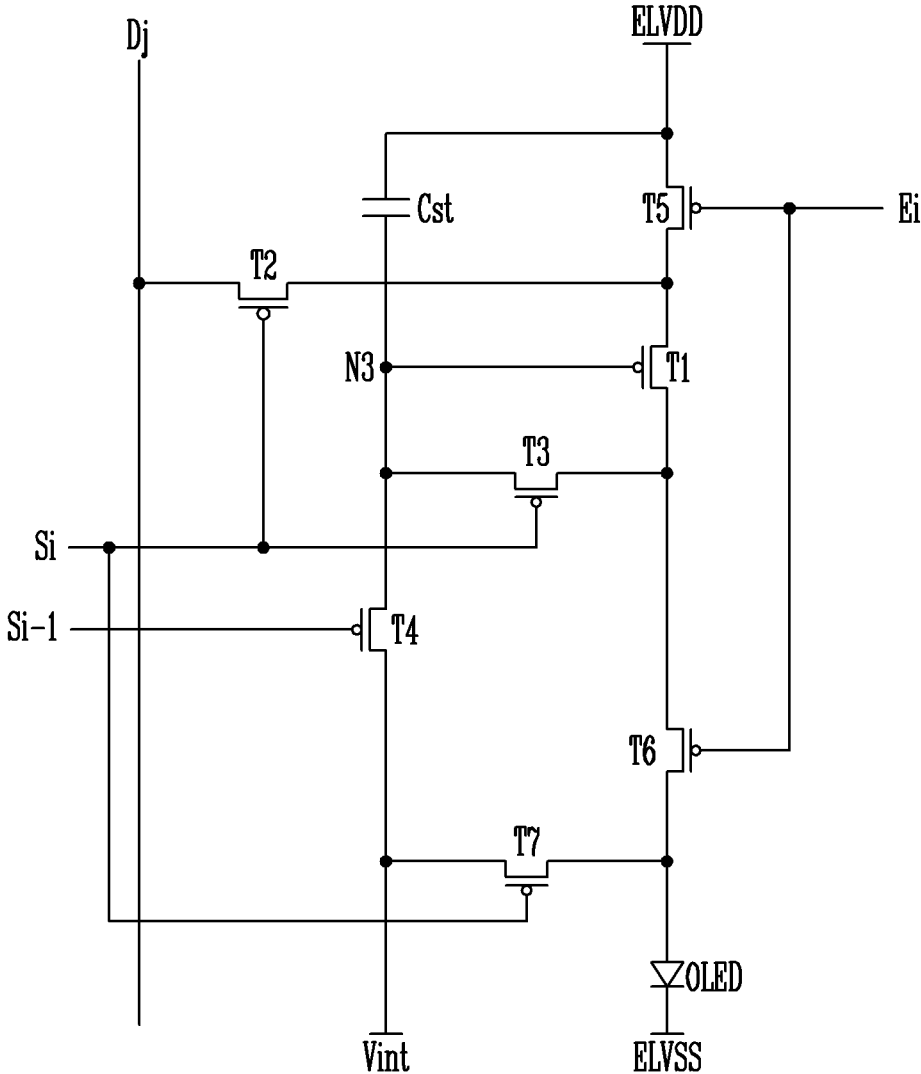 Dj
ELVDD
Cst
T5
Ei
T2
N3
T1
T3
Si
Si-1
T4
T6
T7
OLED
Vint
ELVSS